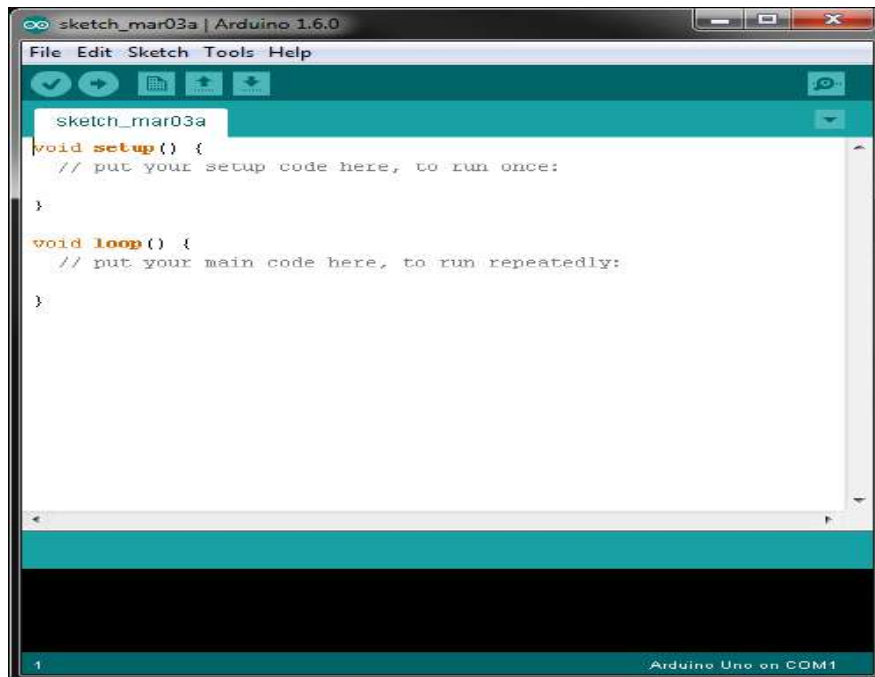 sketch_mar03a | Arduino 1.6.0
File Edit Sketch Tools Help
sketch_mar03a
void setup() {
  // put your setup code here, to run once:
}
void loop() {
  // put your main code here, to run repeatedly:
}
1 Arduino Uno on COM1